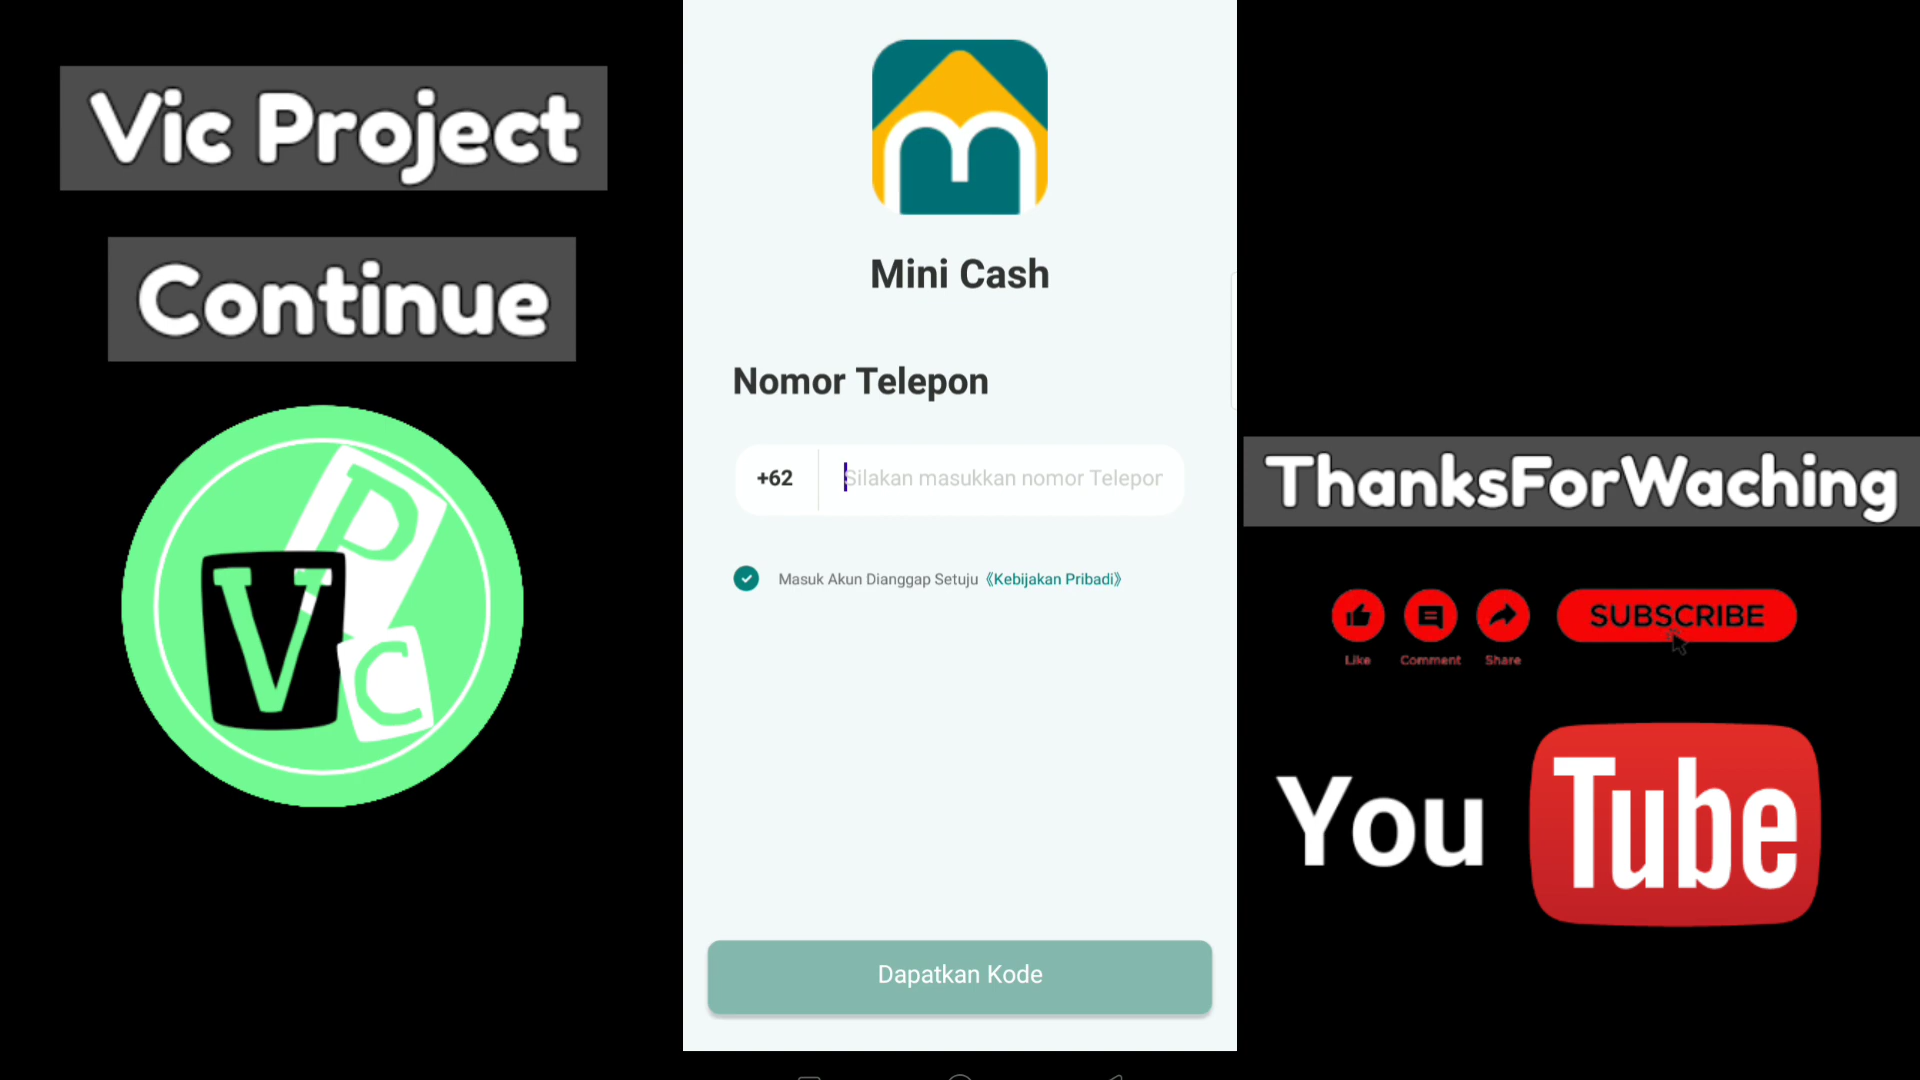 Vic Project
Continue
V
P
C
Mini Cash
Nomor Telepon
+62
Silakan masukkan nomor Telepor
Masuk Akun Dianggap Setuju 《Kebijakan Pribadi》
Dapatkan Kode
ThanksForWaching
Like
Comment
Share
SUBSCRIBE
You Tube